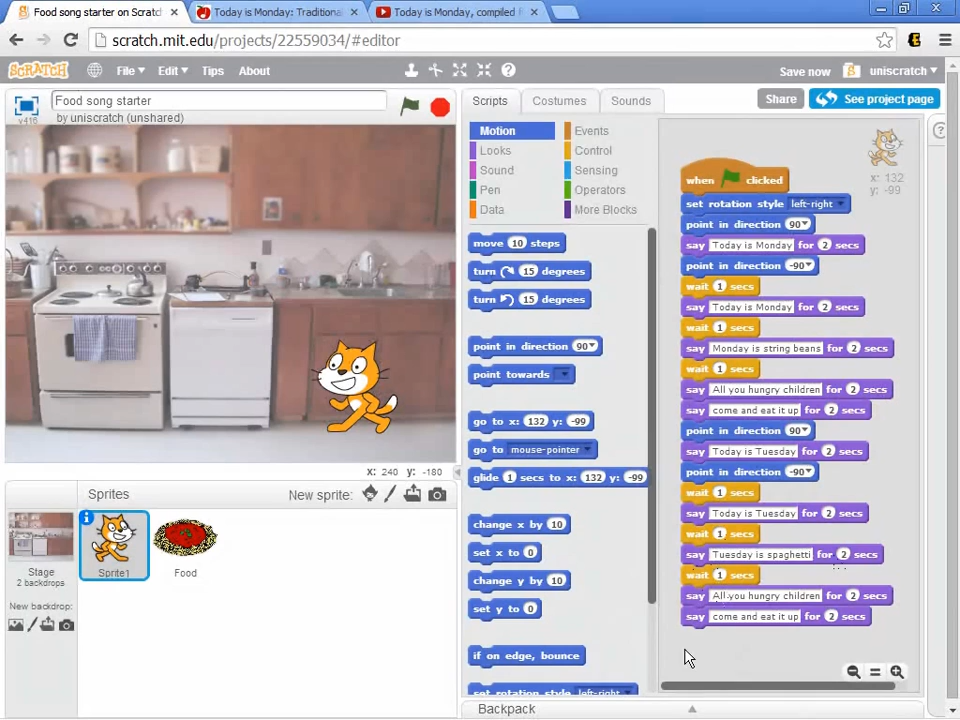 Food song starter on Scratch
Today is Monday: Traditional
Today is Monday, compiled
scratch.mit.edu/projects/22559034/#editor
SCRATCH
File
Edit
Tips
About
Save now
uniscratch
v416
Food song starter
by uniscratch (unshared)
Scripts
Costumes
Sounds
Share
See project page
Motion
Looks
Sound
Pen
Data
Events
Control
Sensing
Operators
More Blocks
move 10 steps
turn 15 degrees
turn 15 degrees
point in direction 90
point towards
go to x: 132 y: -99
go to mouse-pointer
glide 1 secs to x: 132 y: -99
change x by 10
set x to 0
change y by 10
set y to 0
if on edge, bounce
set rotation style left-right
x: 132
y: -99
when clicked
set rotation style left-right
point in direction 90
say Today is Monday for 2 secs
point in direction -90
wait 1 secs
say Today is Monday for 2 secs
wait 1 secs
say Monday is string beans for 2 secs
wait 1 secs
say All you hungry children for 2 secs
say come and eat it up for 2 secs
point in direction 90
say Today is Tuesday for 2 secs
point in direction -90
wait 1 secs
say Today is Tuesday for 2 secs
wait 1 secs
say Tuesday is spaghetti for 2 secs
wait 1 secs
say All you hungry children for 2 secs
say come and eat it up for 2 secs
x: 240 y: -180
Sprites
New sprite:
Stage
2 backdrops
New backdrop:
Sprite1
Food
Backpack